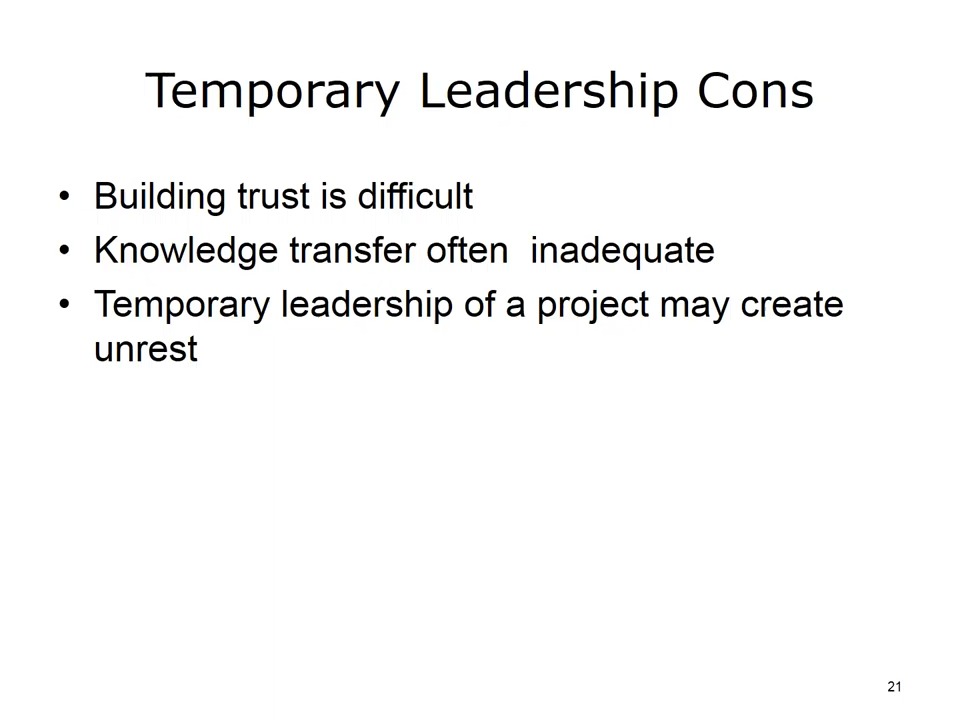 Temporary Leadership Cons
• Building trust is difficult
• Knowledge transfer often  inadequate
• Temporary leadership of a project may create
unrest
21